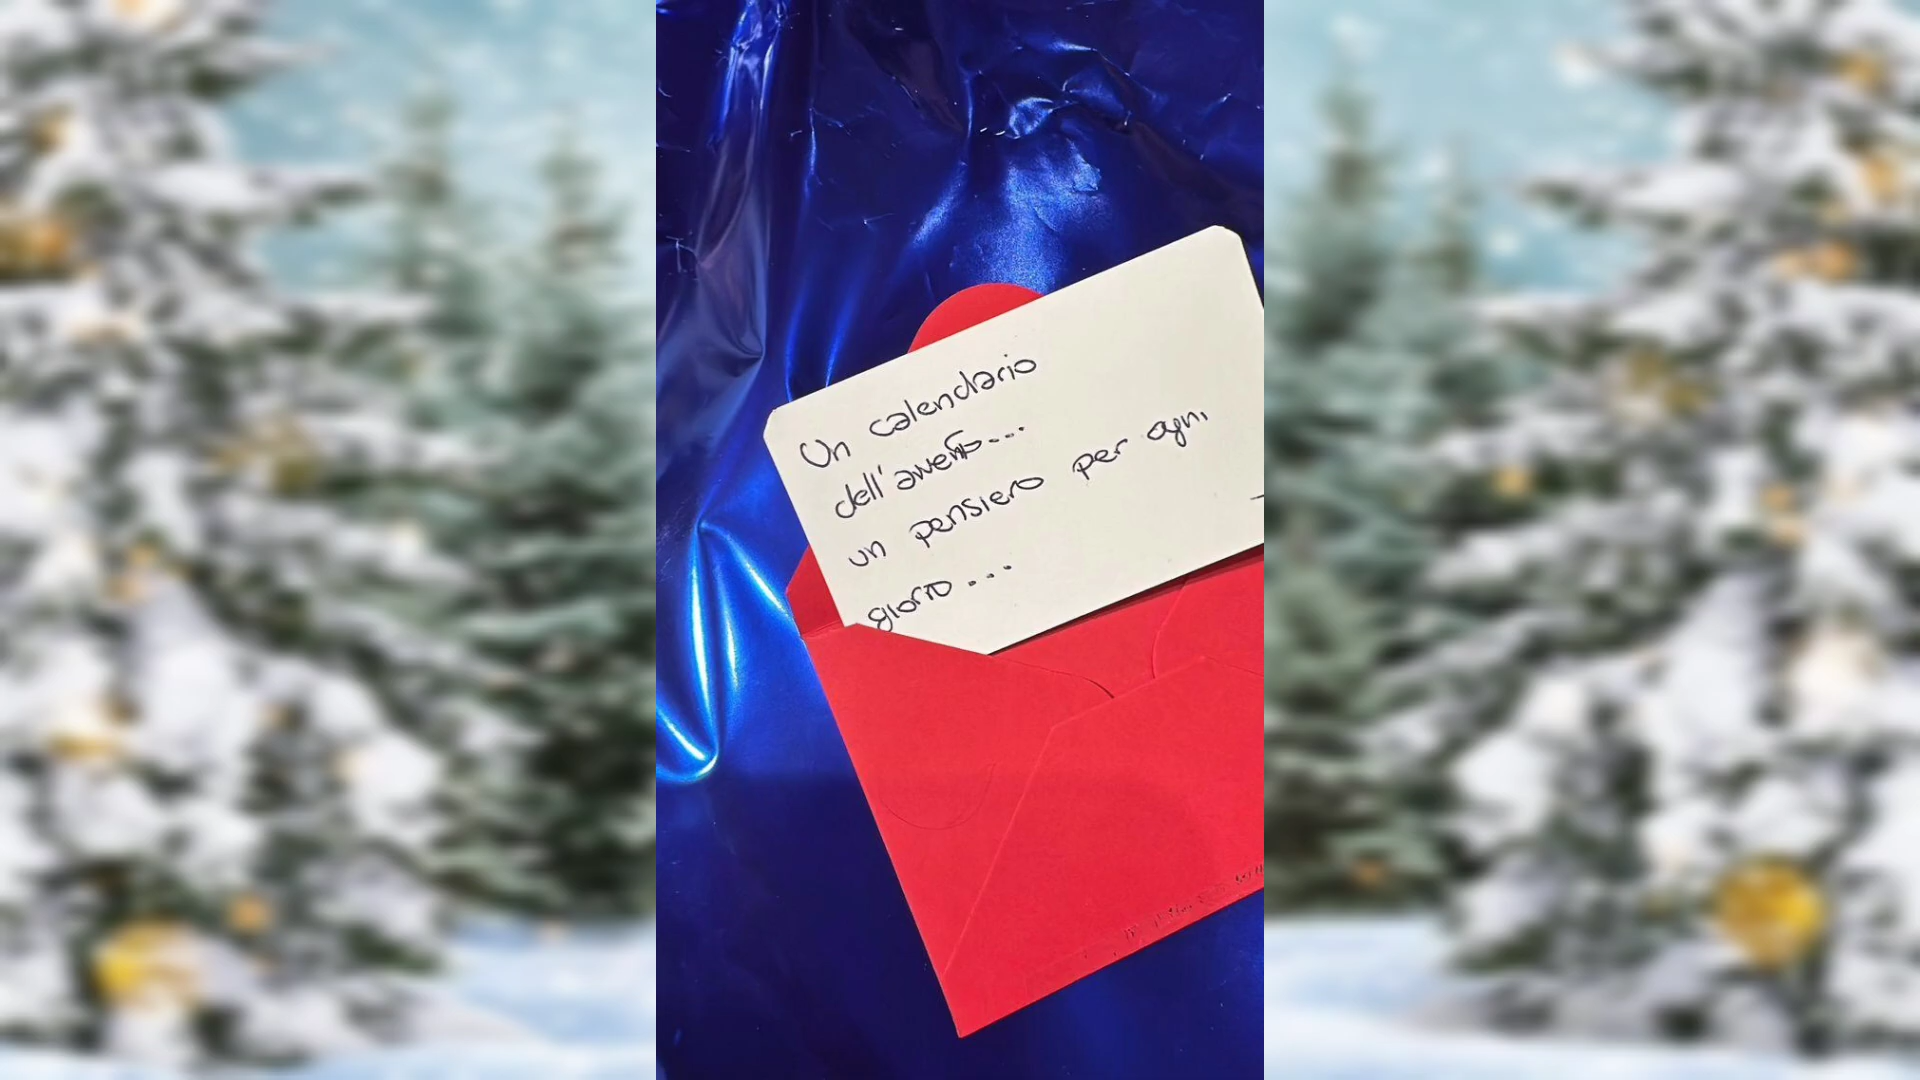 Un calendario
dell'avvento...
un pensiero per ogni
giorno...